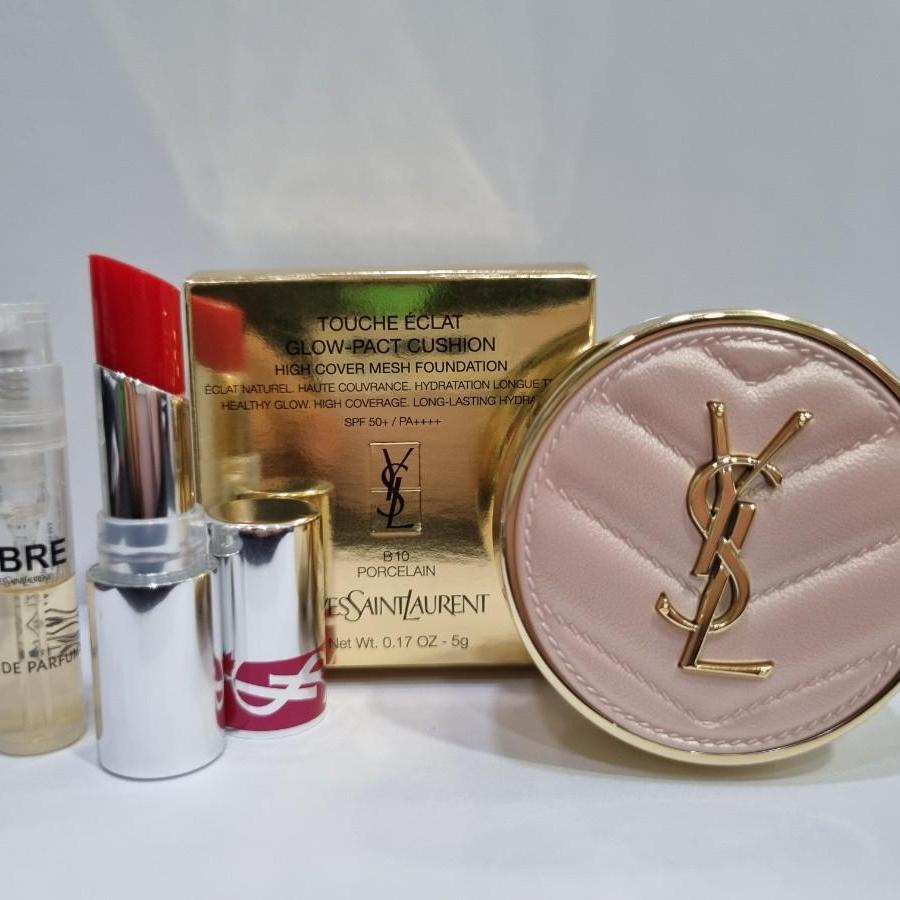 TOUCHE ÉCLAT
GLOW-PACT CUSHION
HIGH COVER MESH FOUNDATION
ÉCLAT NATUREL. HAUTE COUVRANCE. HYDRATATION LONGUE T
HEALTHY GLOW. HIGH COVERAGE. LONG-LASTING HYDRA
SPF 50+ / PA++++
YSL
B10
PORCELAIN
YVESSAINTLAURENT
Net Wt. 0.17 OZ - 5g
BRE
YVESSAINTLAURENT
DE PARFUM
YSL